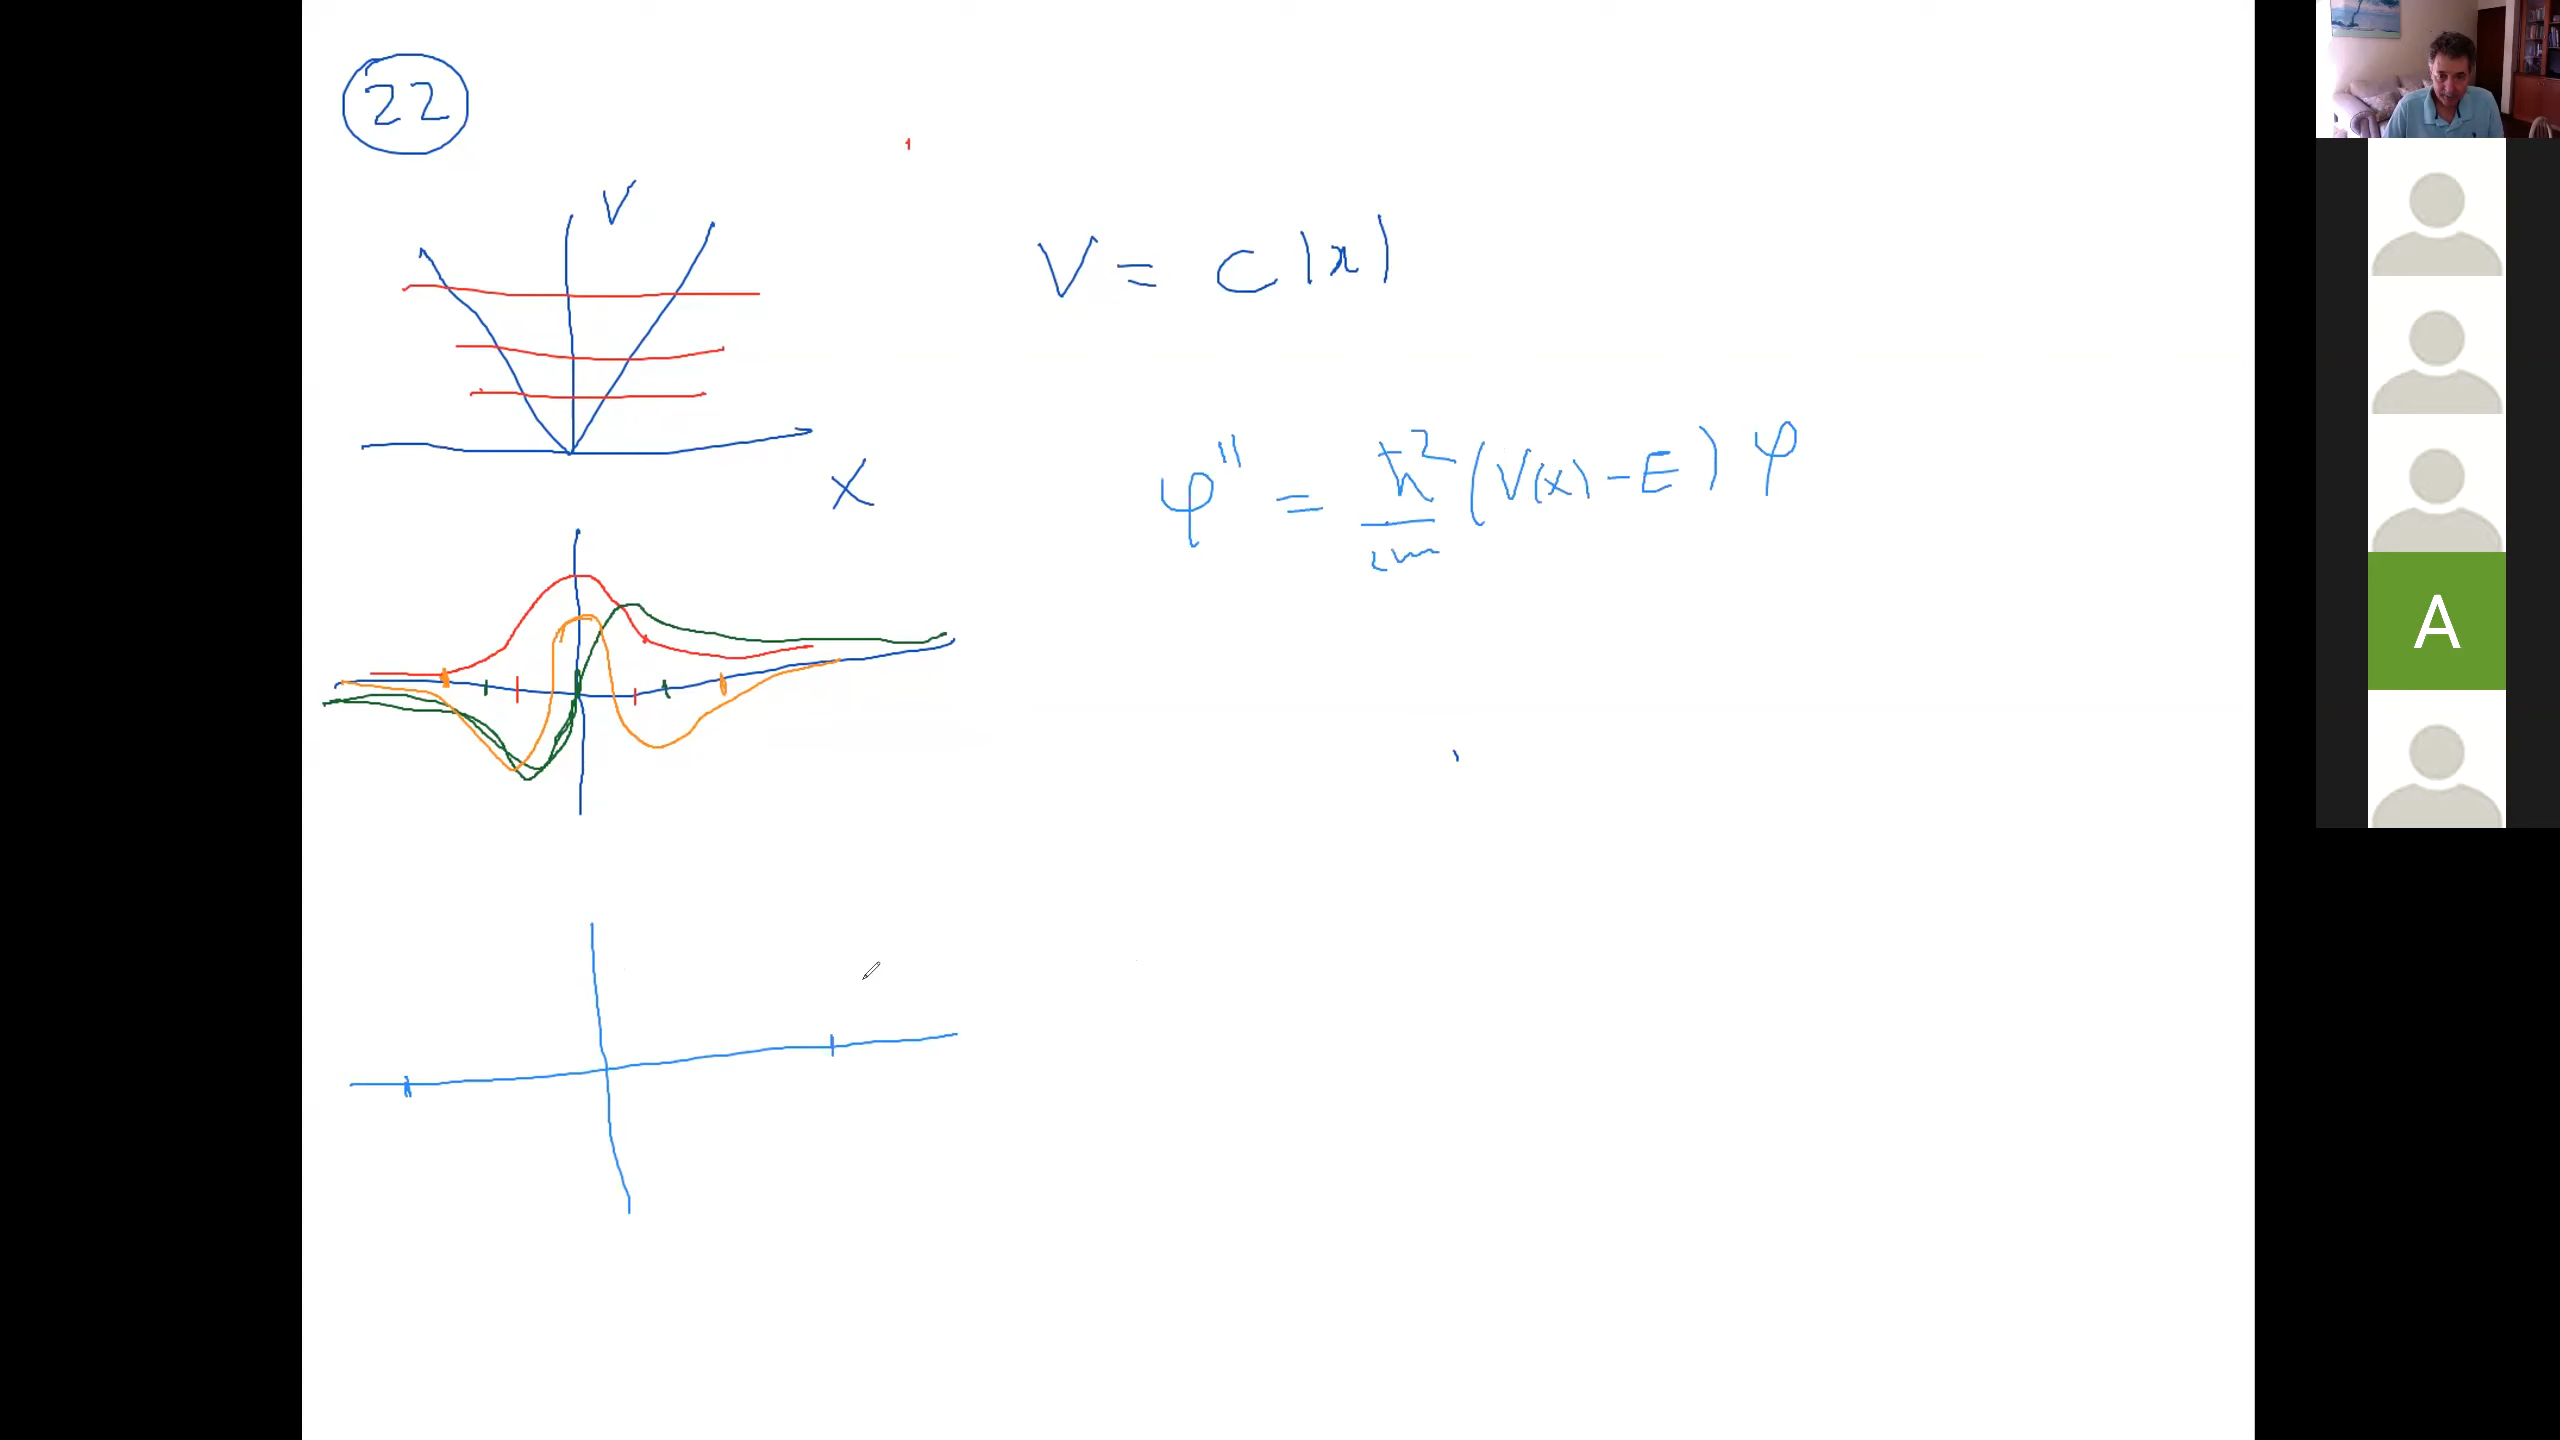 22
V
V = C |x|
X
φ'' = ħ²/2m (V(x) - E) φ
A